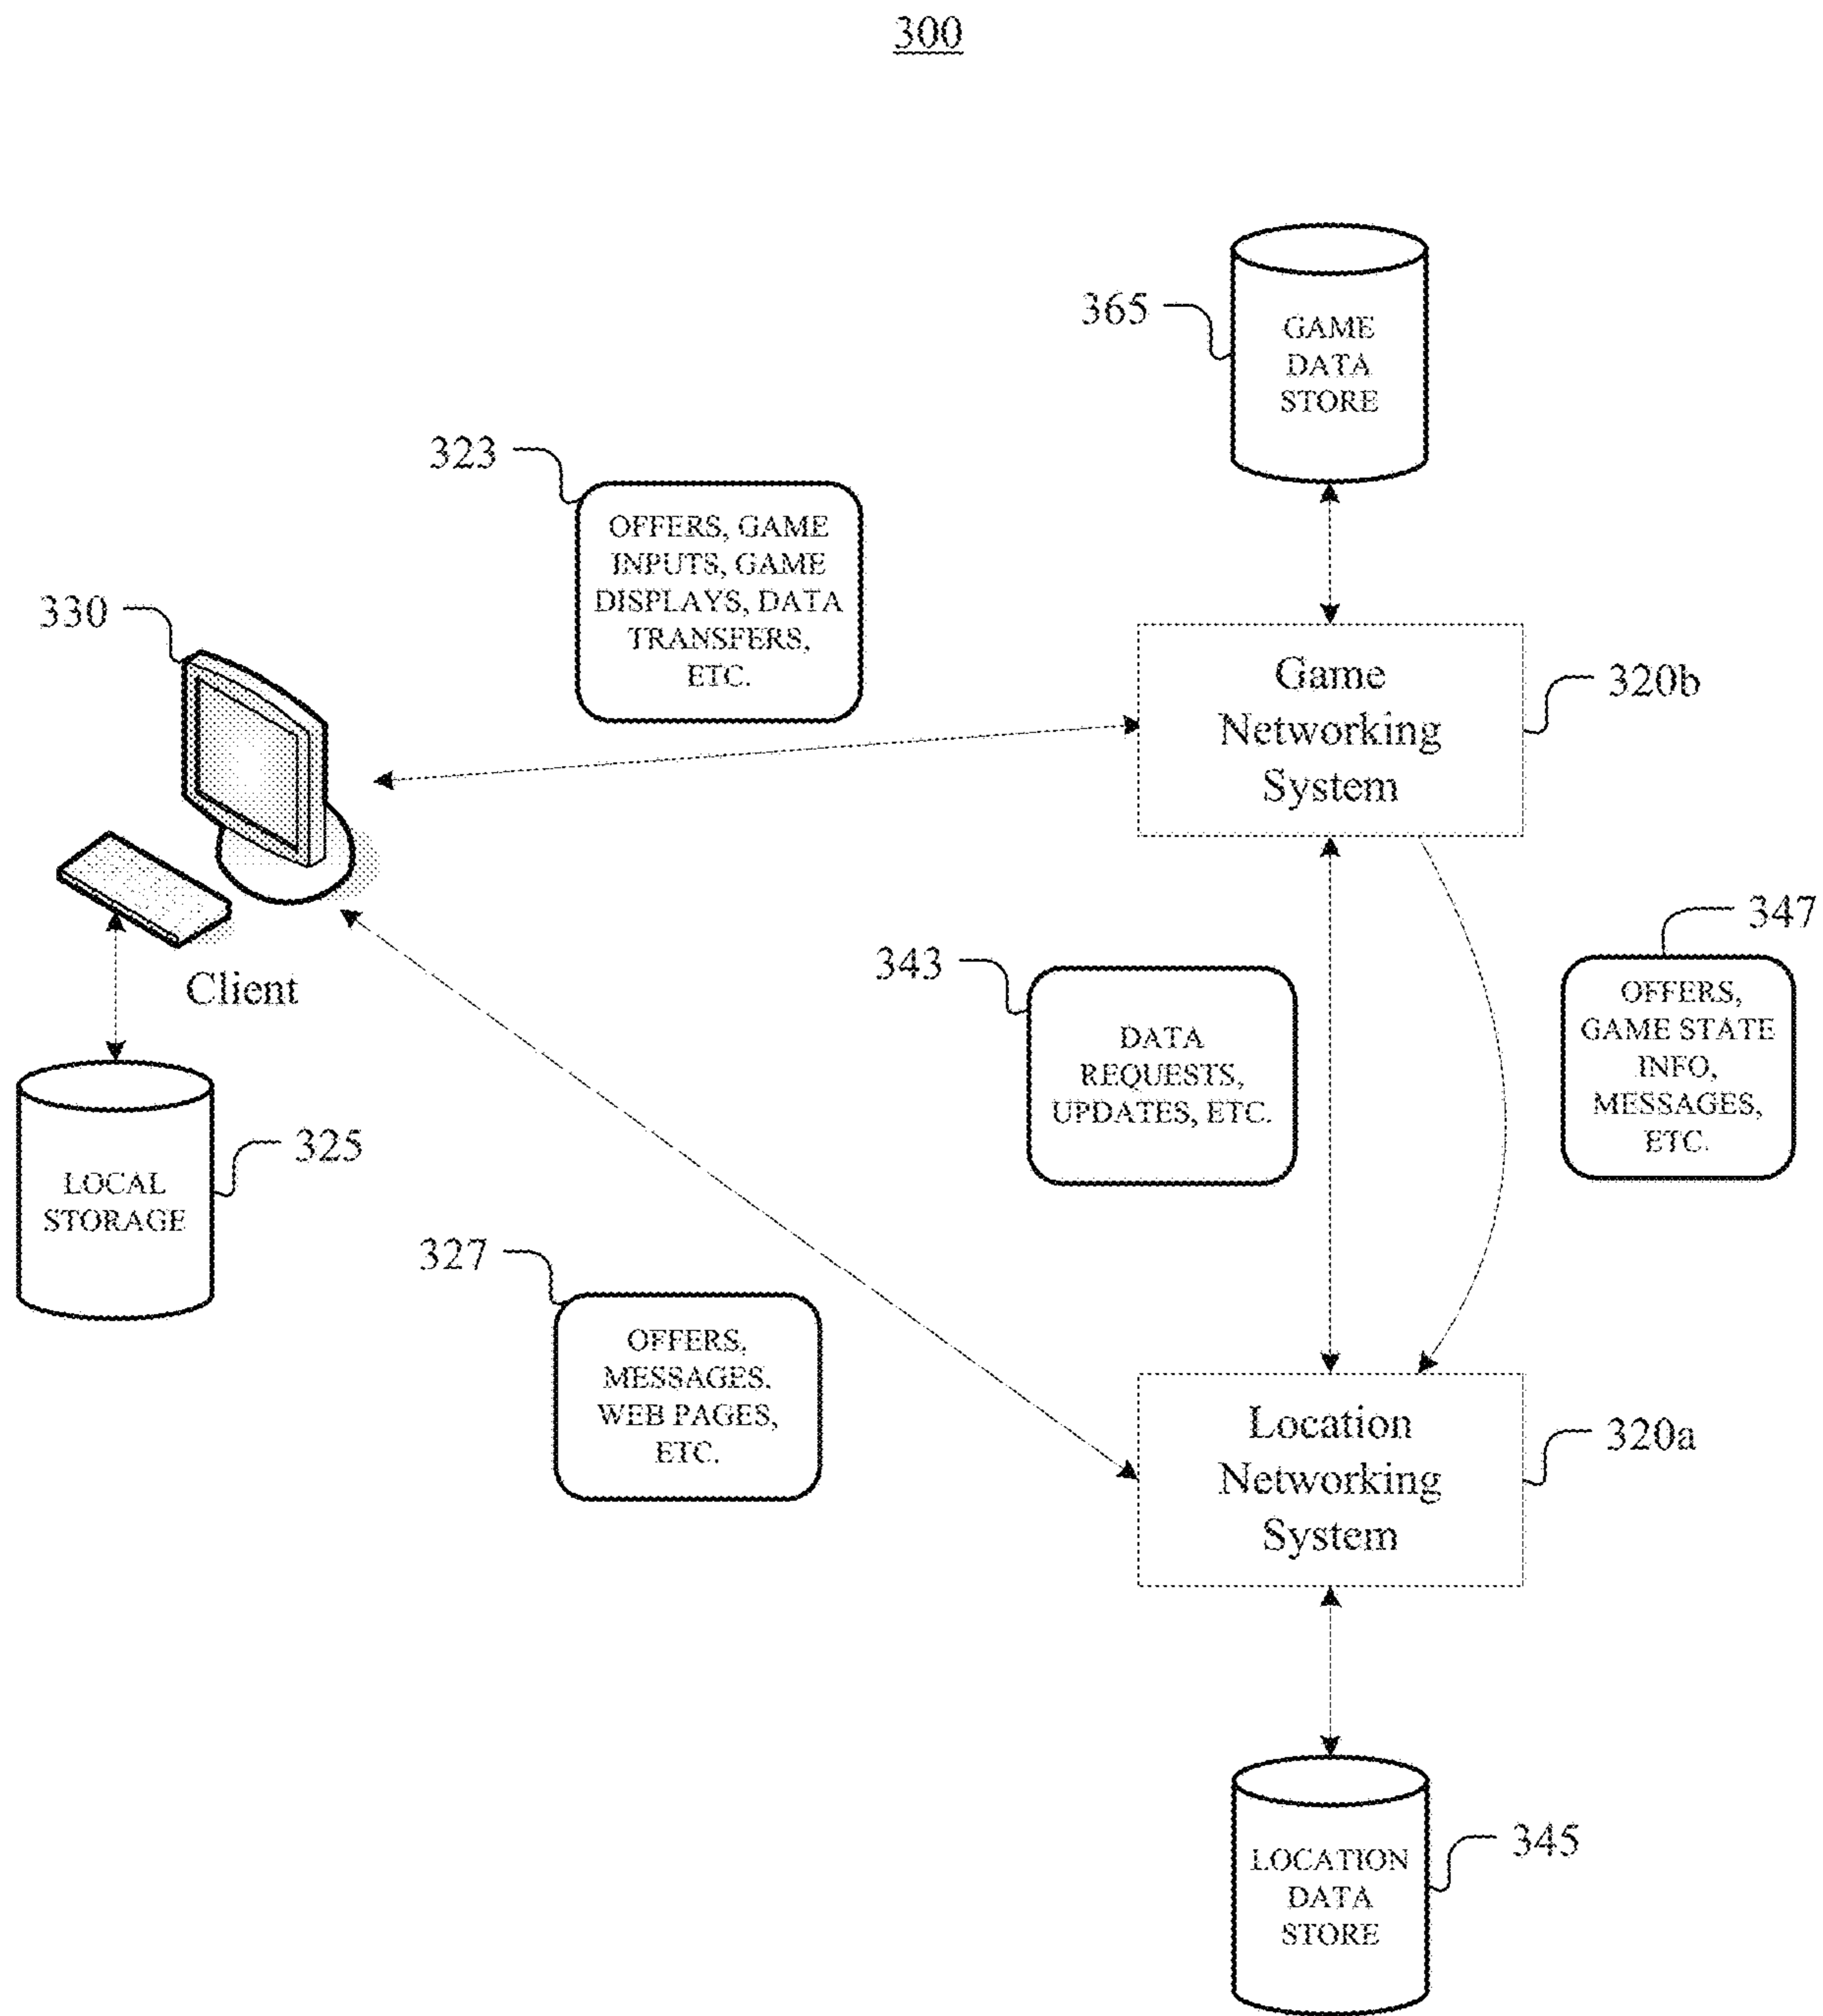 300
365
GAME
DATA
STORE
323
OFFERS, GAME
INPUTS, GAME
DISPLAYS, DATA
TRANSFERS,
ETC.
330
Game
Networking
System
320b
Client
343
DATA
REQUESTS,
UPDATES, ETC.
347
OFFERS,
GAME STATE
INFO,
MESSAGES,
ETC.
LOCAL
STORAGE
325
327
OFFERS,
MESSAGES,
WEB PAGES,
ETC.
Location
Networking
System
320a
LOCATION
DATA
STORE
345